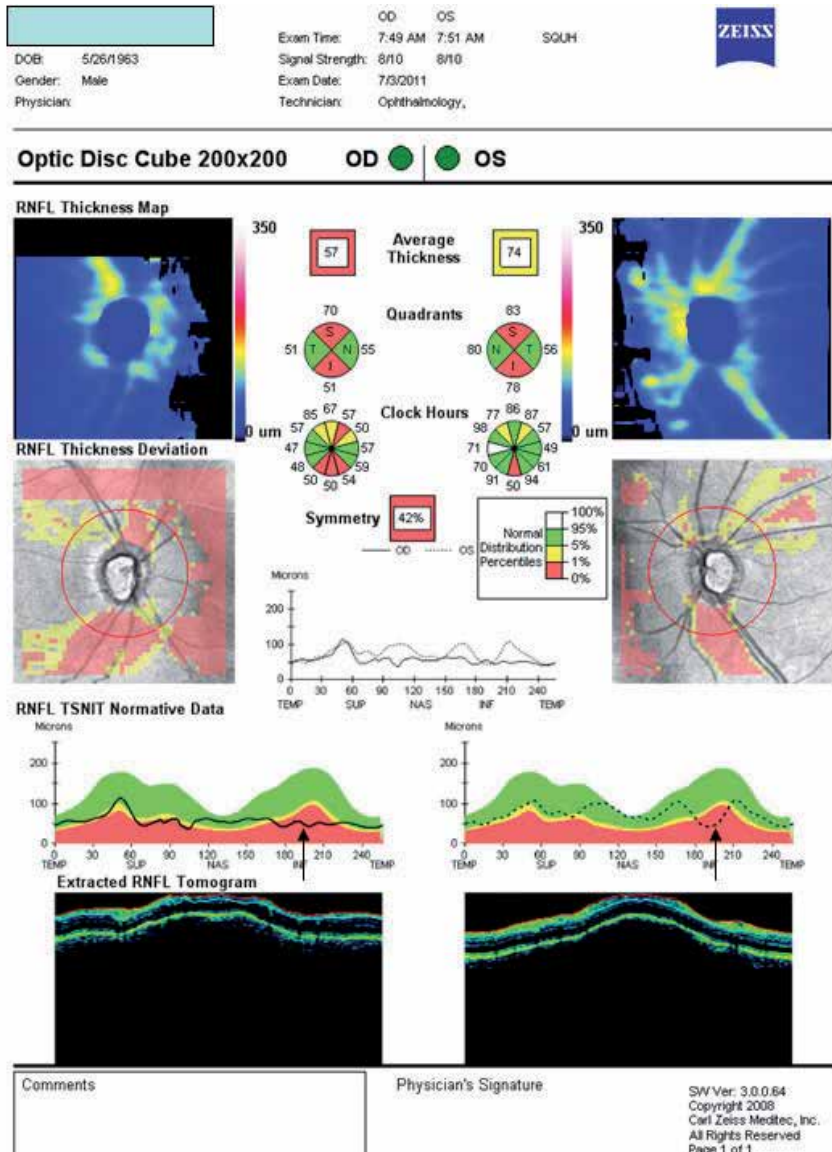 OD OS
Exam Time: 7:49 AM 7:51 AM SQUH
ZEISS
DOB: 5/26/1963
Signal Strength: 8/10 8/10
Gender: Male
Exam Date: 7/3/2011
Physician:
Technician: Ophthalmology,
Optic Disc Cube 200x200 OD OS
RNFL Thickness Map
350
57
Average
Thickness
74
350
Quadrants
70
51 T S N I 55
51
83
80 N S T I 56
78
0 um
Clock Hours
0 um
85 67 57
57 50
47 57
48 59
50 50 54
77 86 87
98 57
71 49
70 61
91 50 94
RNFL Thickness Deviation
Symmetry 42%
OD OS
Normal
Distribution
Percentiles
100%
95%
5%
1%
0%
Microns
200
100
0
0 30 60 90 120 150 180 210 240
TEMP SUP NAS INF TEMP
RNFL TSNIT Normative Data
Microns
200
100
0
0 30 60 90 120 150 180 210 240
TEMP SUP NAS INF TEMP
Microns
200
100
0
0 30 60 90 120 150 180 210 240
TEMP SUP NAS INF TEMP
Extracted RNFL Tomogram
Comments
Physician's Signature
SW Ver: 3.0.0.64
Copyright 2008
Carl Zeiss Meditec, Inc.
All Rights Reserved
Page 1 of 1